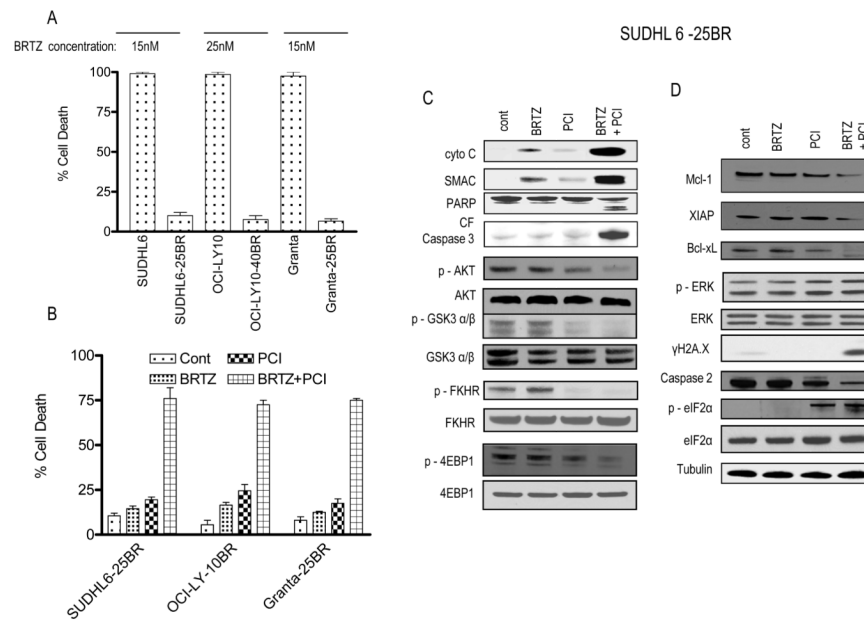 A
BRTZ concentration: 15nM 25nM 15nM
% Cell Death
100
75
50
25
0
SUDHL6
SUDHL6-25BR
OCI-LY10
OCI-LY10-40BR
Granta
Granta-25BR
B
Cont
PCI
BRTZ
BRTZ+PCI
% Cell Death
100
75
50
25
0
SUDHL6-25BR
OCI-LY-10BR
Granta-25BR
SUDHL 6 -25BR
C
cont
BRTZ
PCI
BRTZ
+ PCI
cyto C
SMAC
PARP
CF
Caspase 3
p - AKT
AKT
p - GSK3 α/β
GSK3 α/β
p - FKHR
FKHR
p - 4EBP1
4EBP1
D
cont
BRTZ
PCI
BRTZ
+ PCI
Mcl-1
XIAP
Bcl-xL
p - ERK
ERK
γH2A.X
Caspase 2
p - eIF2α
eIF2α
Tubulin